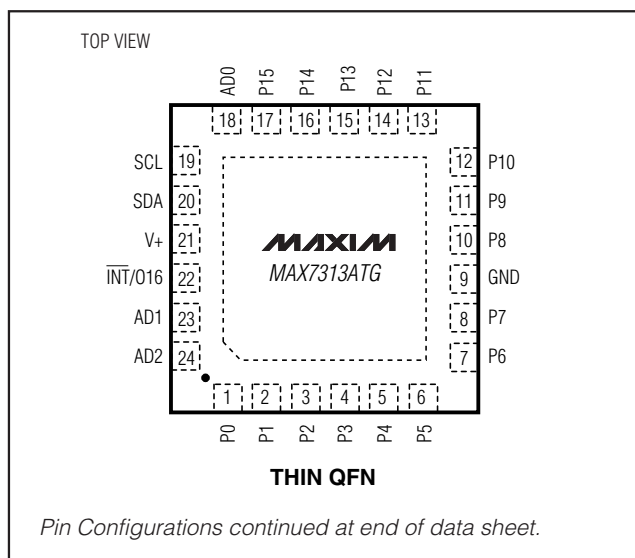 TOP VIEW
AD0 P15 P14 P13 P12 P11
18 17 16 15 14 13
SCL 19 12 P10
SDA 20 11 P9
V+ 21 MAXIM 10 P8
INT/O16 22 MAX7313ATG 9 GND
AD1 23 8 P7
AD2 24 7 P6
1 2 3 4 5 6
P0 P1 P2 P3 P4 P5
THIN QFN
Pin Configurations continued at end of data sheet.